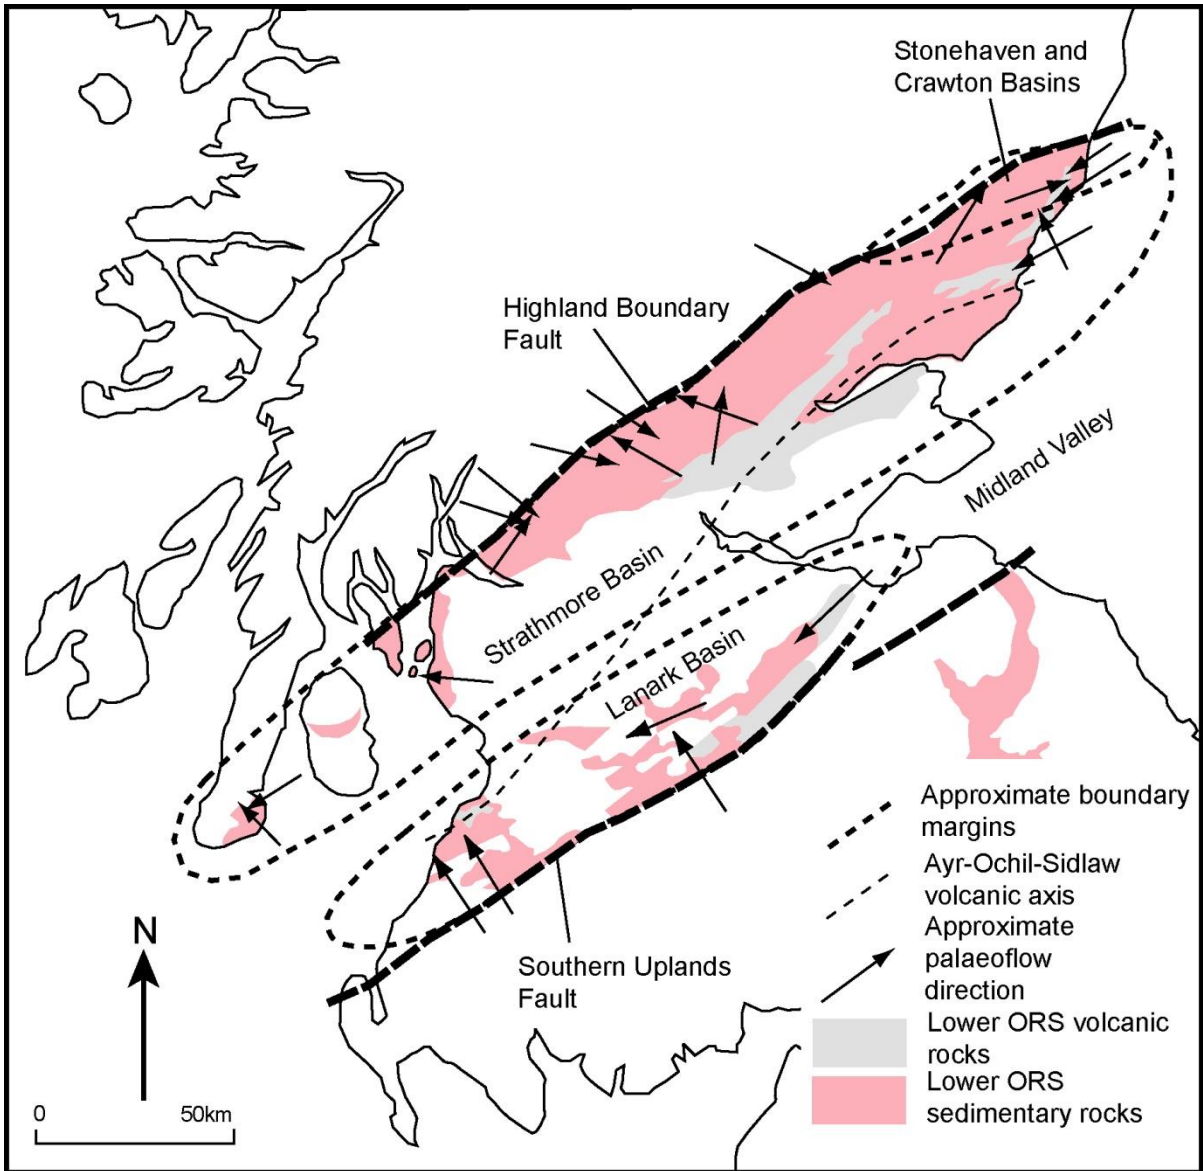 Stonehaven and
Crawton Basins
Highland Boundary
Fault
Midland Valley
Strathmore Basin
Lanark Basin
Southern Uplands
Fault
N
0 50km
Approximate boundary
margins
Ayr-Ochil-Sidlaw
volcanic axis
Approximate
palaeoflow
direction
Lower ORS volcanic
rocks
Lower ORS
sedimentary rocks